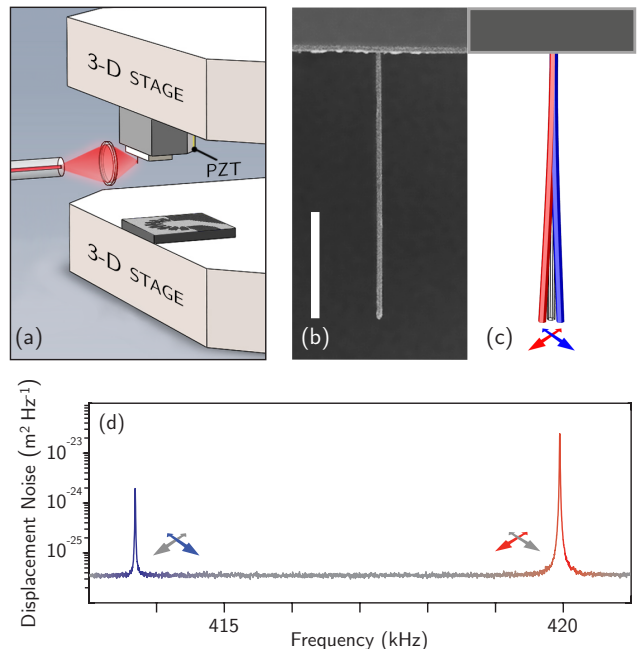 3-D STAGE
PZT
3-D STAGE
(a)
(b)
(c)
(d)
Displacement Noise (m² Hz⁻¹)
10⁻²³
10⁻²⁴
10⁻²⁵
415
420
Frequency (kHz)